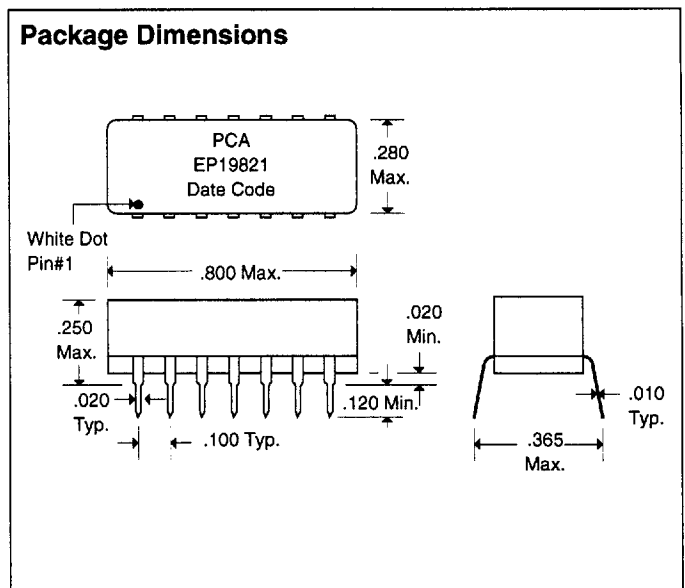 Package Dimensions
PCA
EP19821
Date Code
.280
Max.
White Dot
Pin#1
.800 Max.
.250
Max.
.020
Min.
.020
Typ.
.120 Min.
.100 Typ.
.010
Typ.
.365
Max.